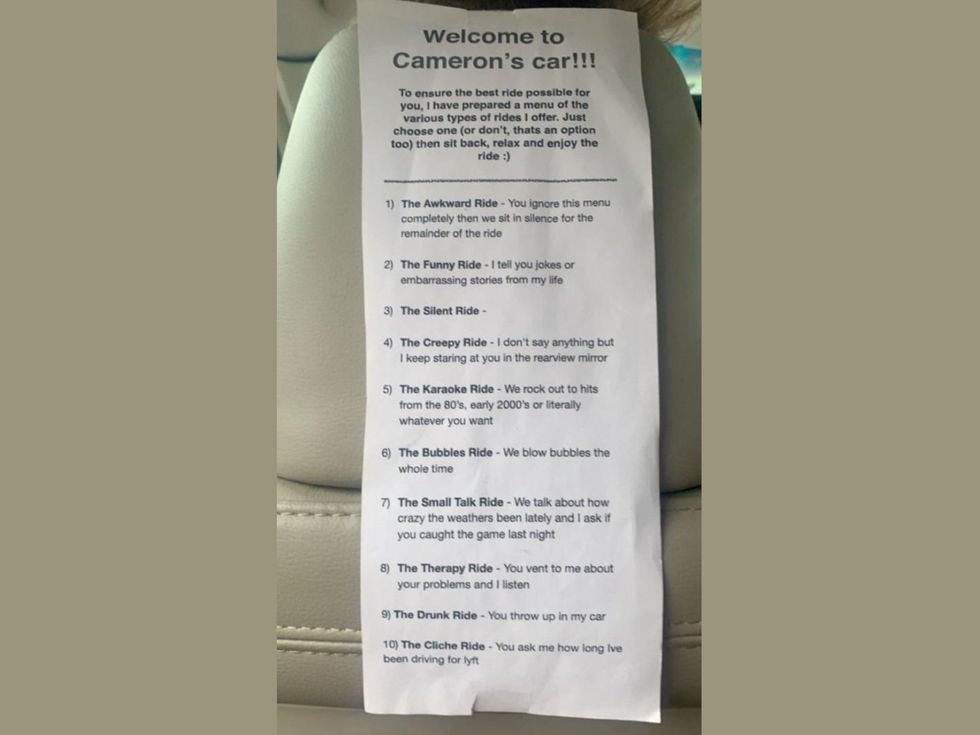 Welcome to
Cameron's car!!!
To ensure the best ride possible for
you, I have prepared a menu of the
various types of rides I offer. Just
choose one (or don't, thats an option
too) then sit back, relax and enjoy the
ride :)
1) The Awkward Ride - You ignore this menu
completely then we sit in silence for the
remainder of the ride
2) The Funny Ride - I tell you jokes or
embarrassing stories from my life
3) The Silent Ride -
4) The Creepy Ride - I don't say anything but
I keep staring at you in the rearview mirror
5) The Karaoke Ride - We rock out to hits
from the 80's, early 2000's or literally
whatever you want
6) The Bubbles Ride - We blow bubbles the
whole time
7) The Small Talk Ride - We talk about how
crazy the weathers been lately and I ask if
you caught the game last night
8) The Therapy Ride - You vent to me about
your problems and I listen
9) The Drunk Ride - You throw up in my car
10) The Cliche Ride - You ask me how long Ive
been driving for lyft